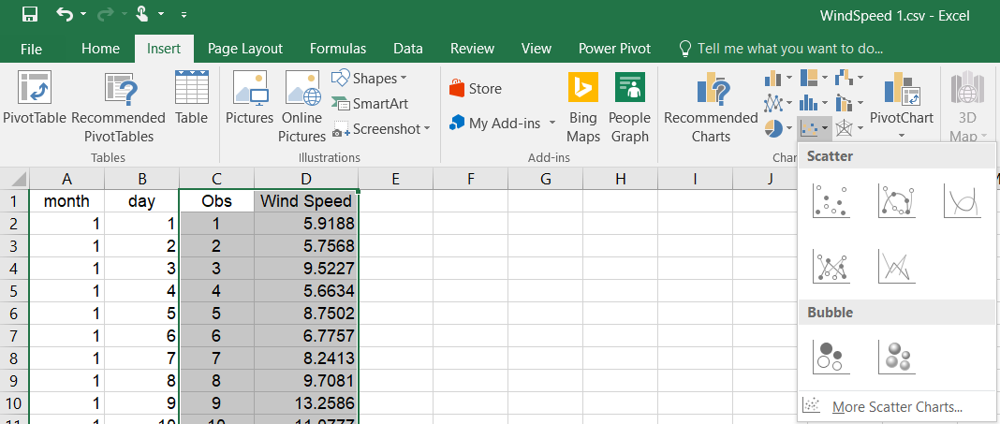 WindSpeed 1.csv - Excel
File Home Insert Page Layout Formulas Data Review View Power Pivot Tell me what you want to do...
PivotTable
Recommended
PivotTables
Table
Tables
Pictures
Online
Pictures
Shapes
SmartArt
Screenshot
Illustrations
Store
My Add-ins
Bing
Maps
People
Graph
Add-ins
Recommended
Charts
PivotChart
3D
Map
Scatter
Bubble
More Scatter Charts...
A B C D E F G H I J
1 month day Obs Wind Speed
2 1 1 1 5.9188
3 1 2 2 5.7568
4 1 3 3 9.5227
5 1 4 4 5.6634
6 1 5 5 8.7502
7 1 6 6 6.7757
8 1 7 7 8.2413
9 1 8 8 9.7081
10 1 9 9 13.2586